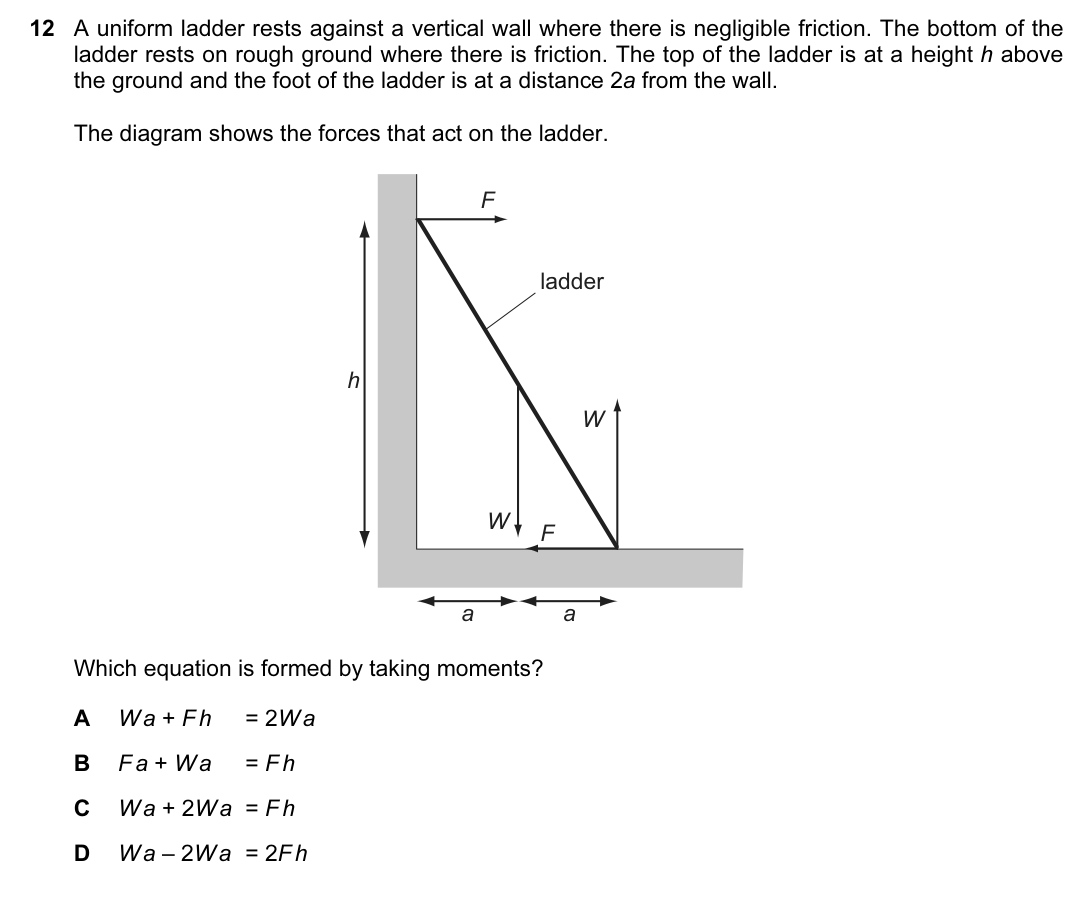 12 A uniform ladder rests against a vertical wall where there is negligible friction. The bottom of the
ladder rests on rough ground where there is friction. The top of the ladder is at a height h above
the ground and the foot of the ladder is at a distance 2a from the wall.
The diagram shows the forces that act on the ladder.
F
ladder
h
W
W
F
a
a
Which equation is formed by taking moments?
A Wa + Fh = 2Wa
B Fa + Wa = Fh
C Wa + 2Wa = Fh
D Wa – 2Wa = 2Fh